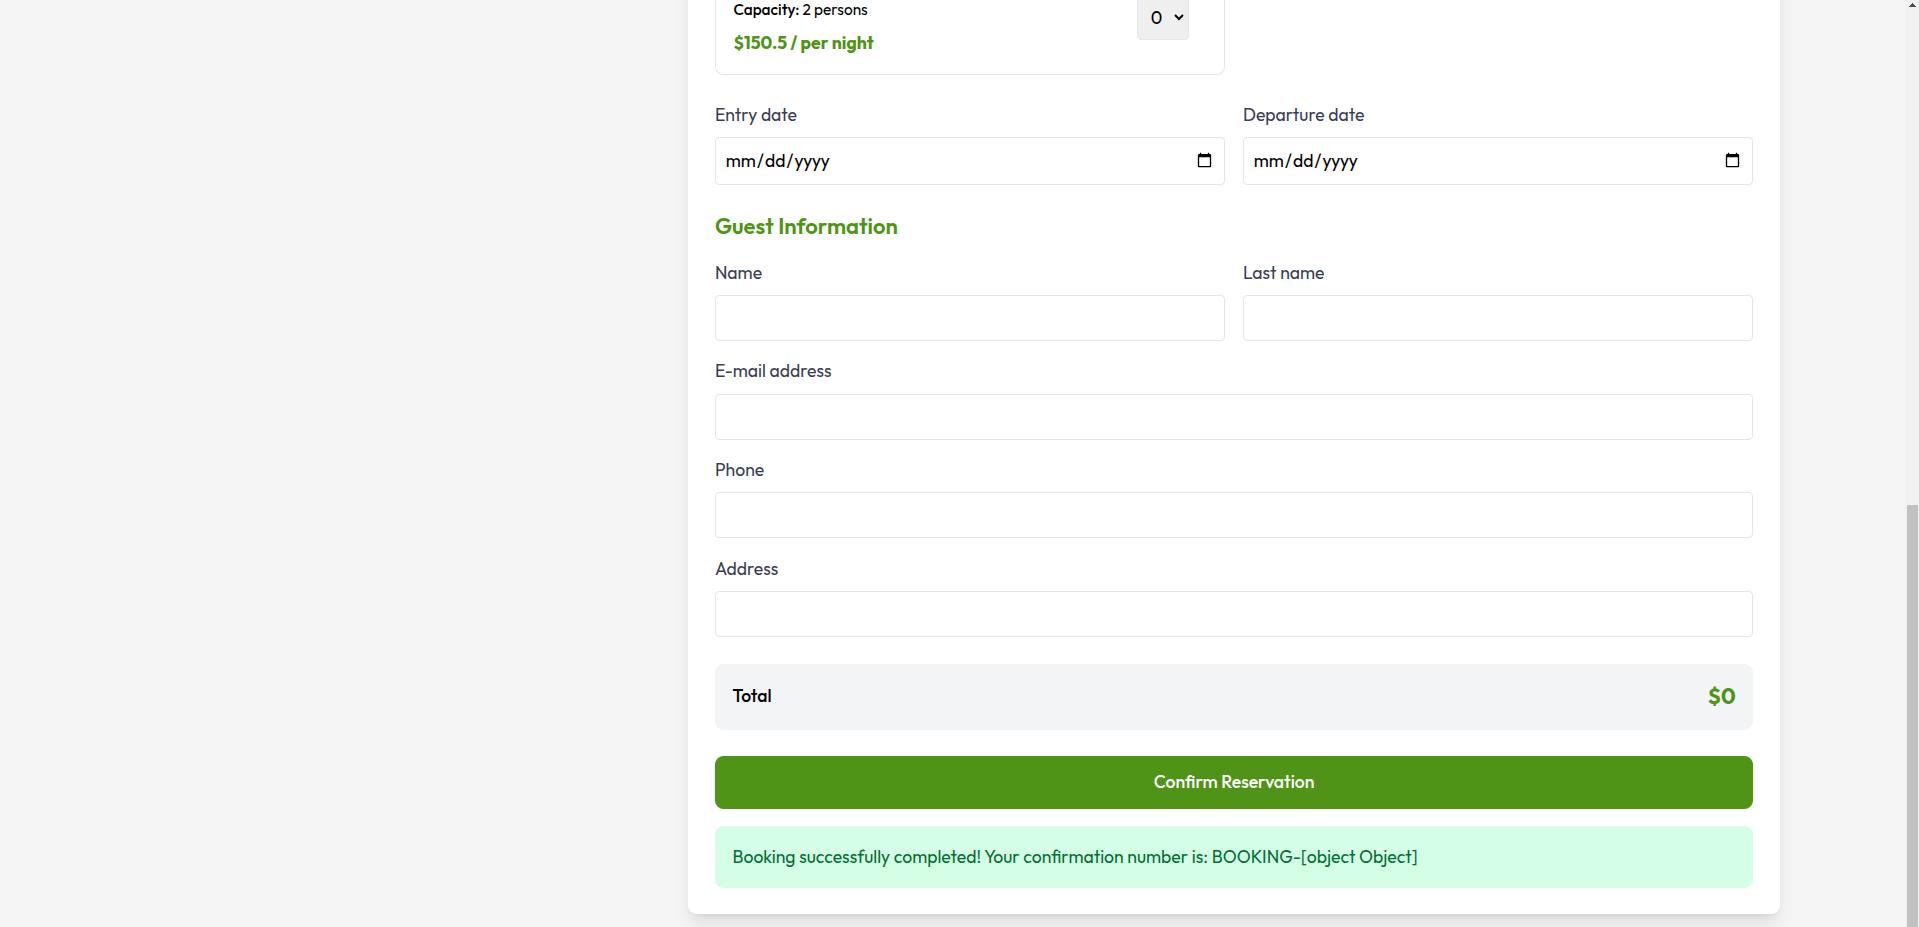 Capacity: 2 persons
0
$150.5 / per night
Entry date
Departure date
mm/dd/yyyy
mm/dd/yyyy
Guest Information
Name
Last name
E-mail address
Phone
Address
Total
$0
Confirm Reservation
Booking successfully completed! Your confirmation number is: BOOKING-[object Object]